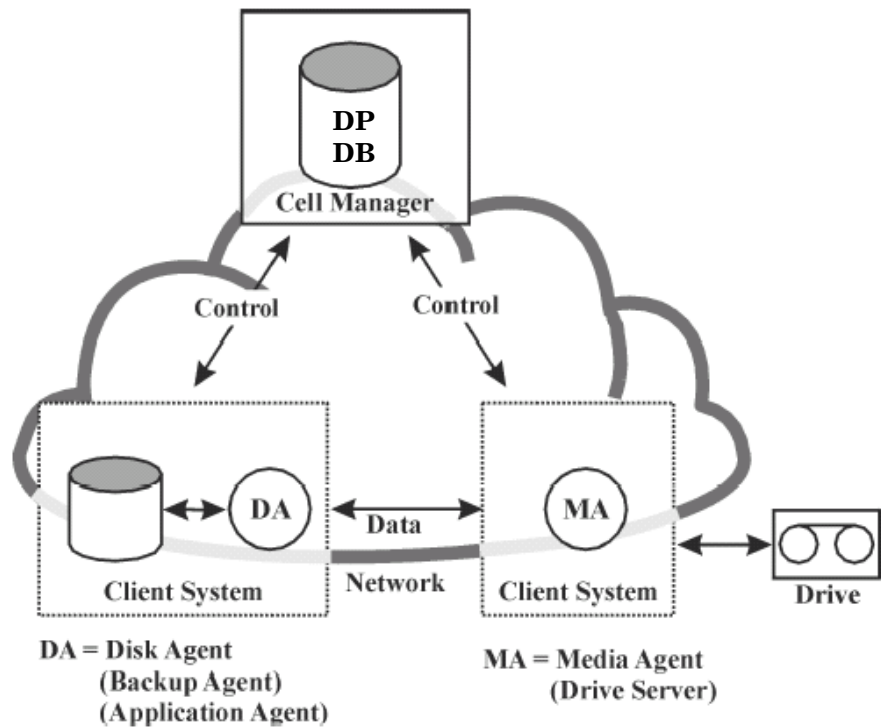 DP
DB
Cell Manager
Control
Control
DA
Data
MA
Client System
Network
Client System
Drive
DA = Disk Agent
(Backup Agent)
(Application Agent)
MA = Media Agent
(Drive Server)